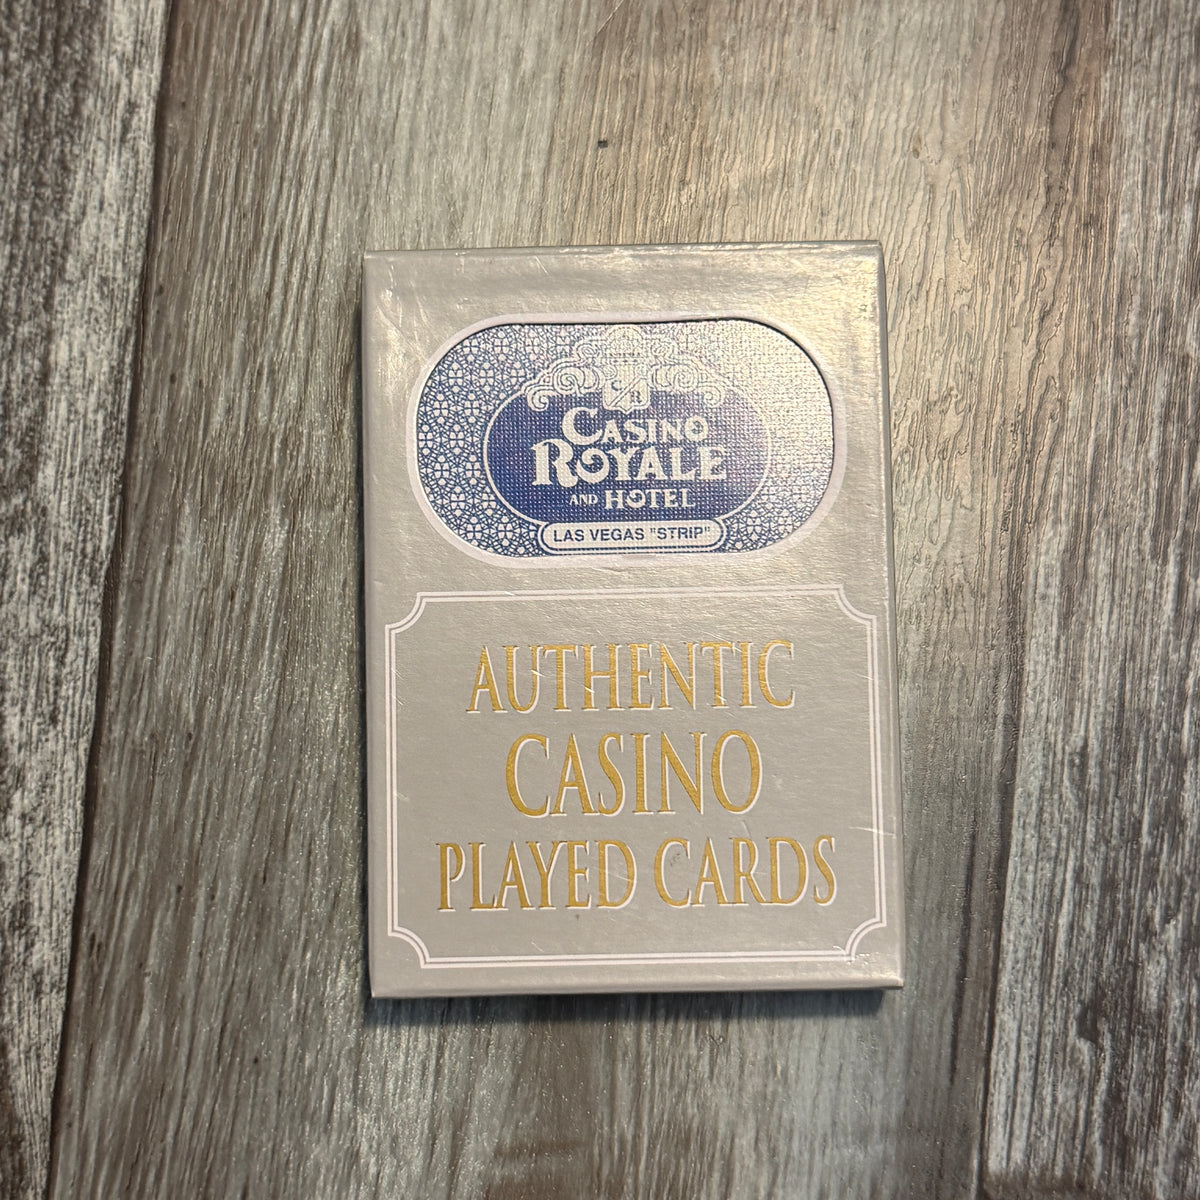 C/R
CASINO
ROYALE
AND HOTEL
LAS VEGAS "STRIP"
AUTHENTIC
CASINO
PLAYED CARDS